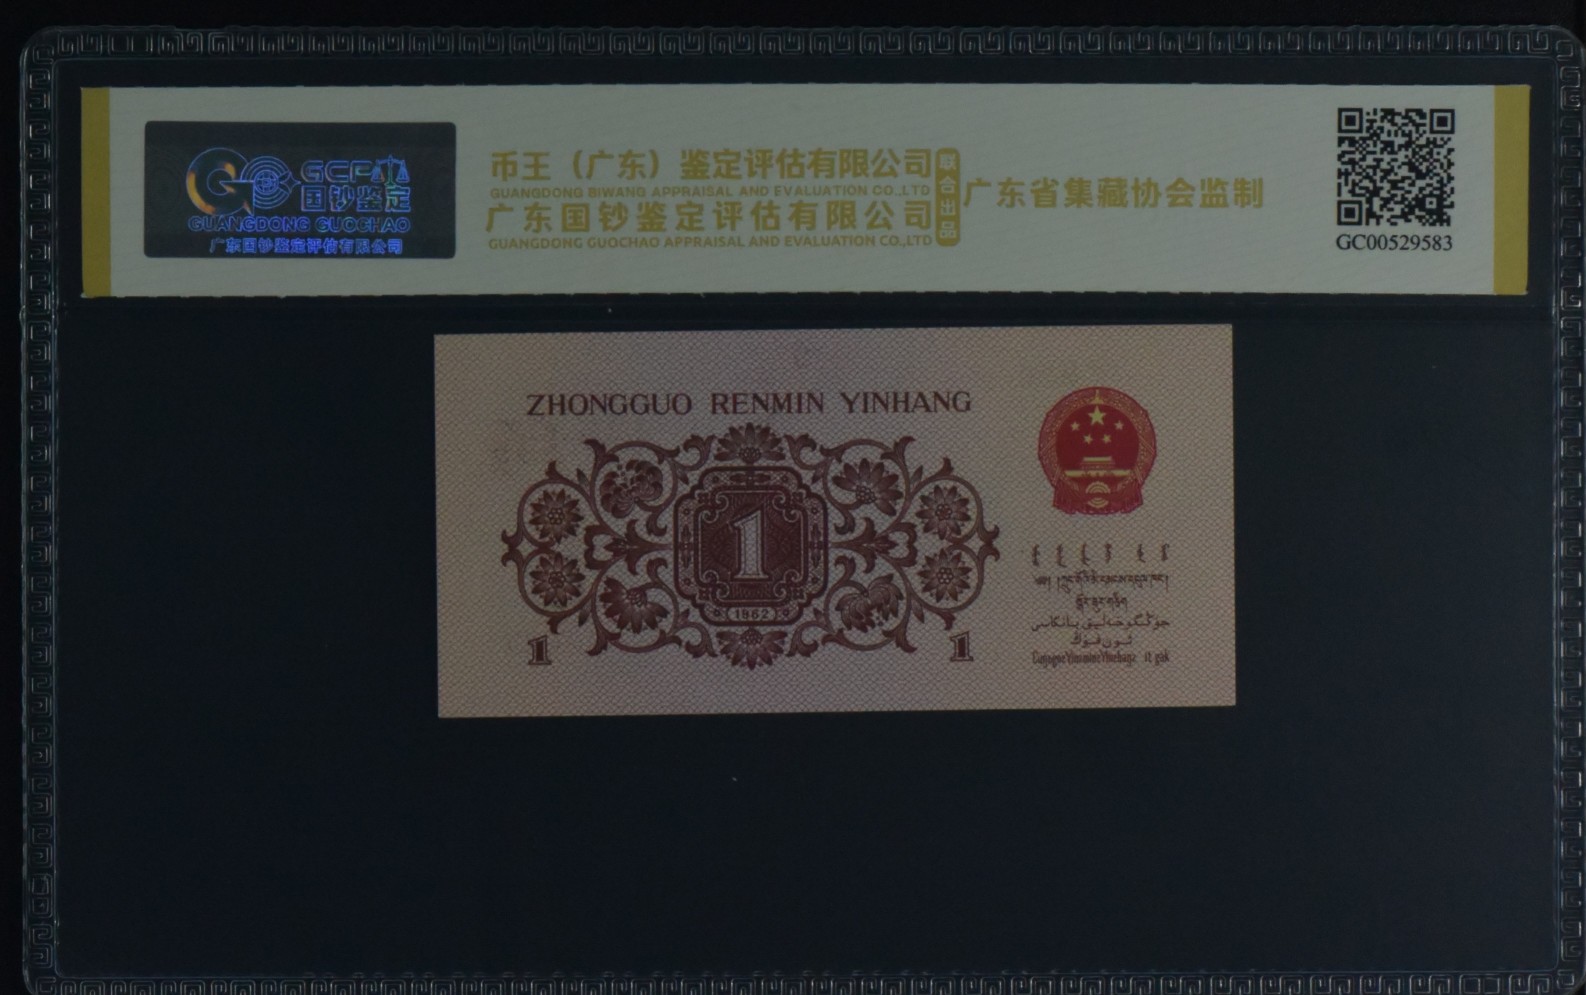 GCP
国钞鉴定
GUANGDONG GUOCHAO
广东国钞鉴定评估有限公司
币王（广东）鉴定评估有限公司
GUANGDONG BIWANG APPRAISAL AND EVALUATION CO.,LTD
广东国钞鉴定评估有限公司
GUANGDONG GUOCHAO APPRAISAL AND EVALUATION CO.,LTD
联合出品
广东省集藏协会监制
GC00529583
ZHONGGUO RENMIN YINHANG
1
1962
1 1